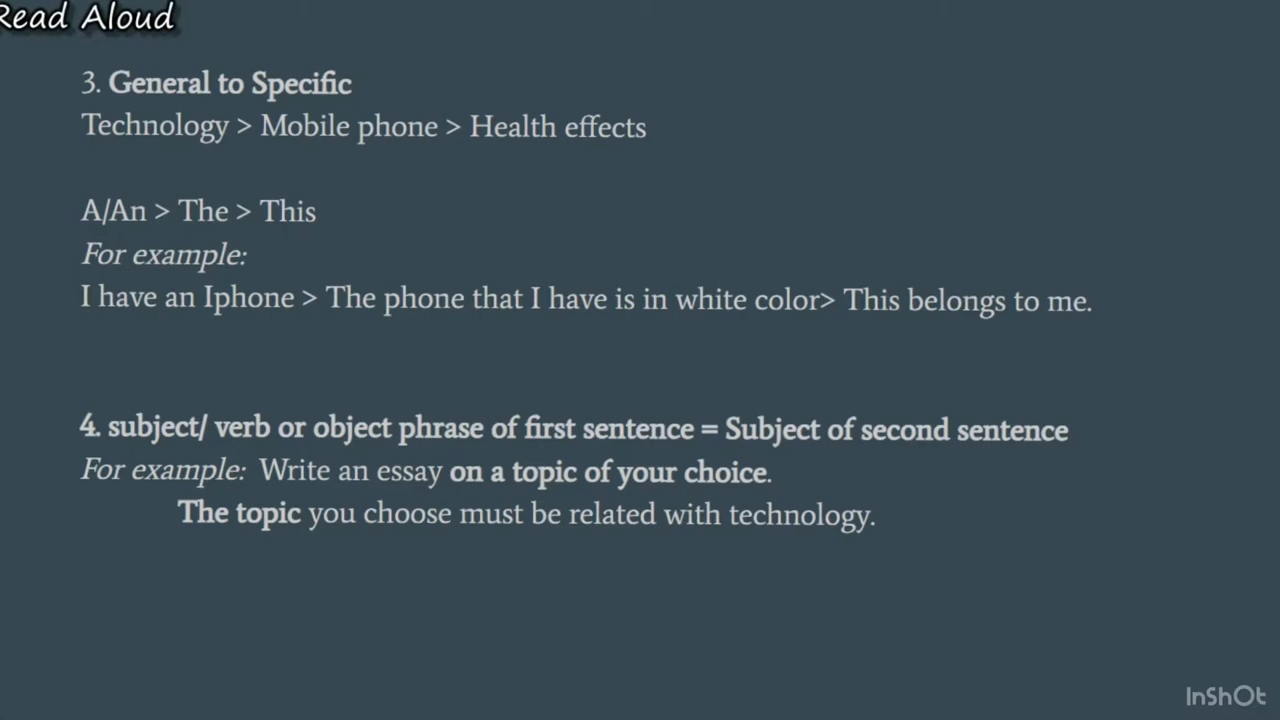 Read Aloud
3. General to Specific
Technology > Mobile phone > Health effects
A/An > The > This
For example:
I have an Iphone > The phone that I have is in white color> This belongs to me.
4. subject/ verb or object phrase of first sentence = Subject of second sentence
For example: Write an essay on a topic of your choice.
The topic you choose must be related with technology.
InShOt